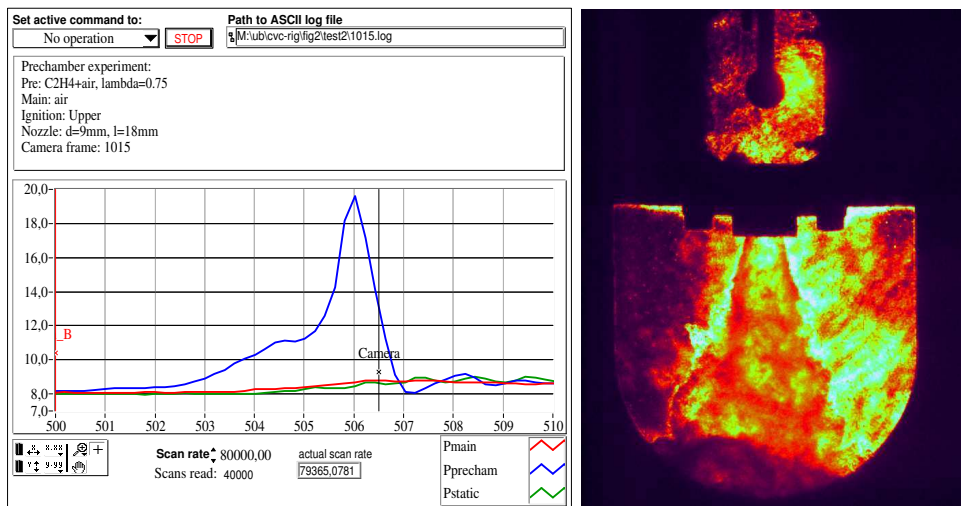 Set active command to:
Path to ASCII log file
No operation
STOP
M:\ub\cvc-rig\fig2\test2\1015.log
Prechamber experiment:
Pre: C2H4+air, lambda=0.75
Main: air
Ignition: Upper
Nozzle: d=9mm, l=18mm
Camera frame: 1015
20,0-
18,0-
16,0-
14,0-
12,0-
_B
Camera
10,0-
8,0-
7,0-
500 501 502 503 504 505 506 507 508 509 510
x.xx
y.yy
Scan rate 80000,00
actual scan rate
Scans read: 40000
79365,0781
Pmain
Pprecham
Pstatic